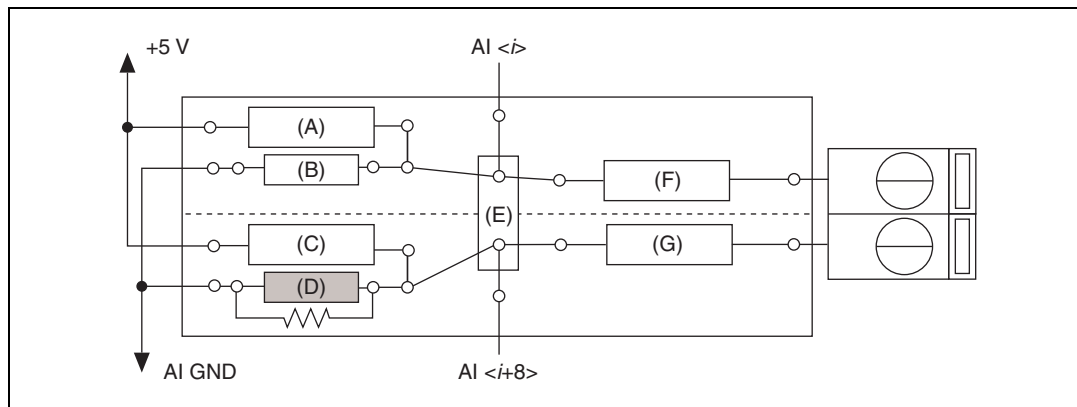 +5 V
AI <i>
(A)
(B)
(F)
(E)
(C)
(G)
(D)
AI GND
AI <i+8>